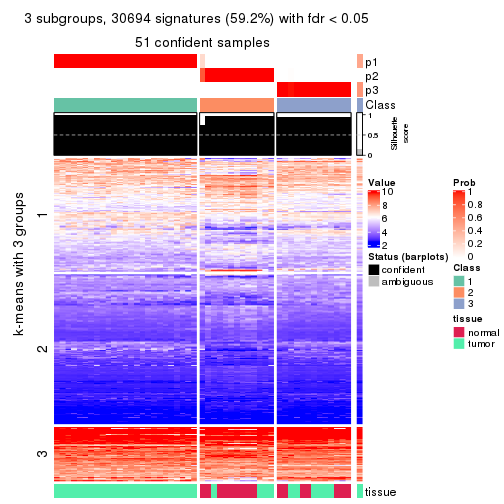 3 subgroups, 30694 signatures (59.2%) with fdr < 0.05
51 confident samples
p1
p2
p3
Class
1
0.5
0
Silhouette
score
k-means with 3 groups
1
2
3
tissue
Value
10
8
6
4
2
Status (barplots)
confident
ambiguous
Prob
1
0.8
0.6
0.4
0.2
0
Class
1
2
3
tissue
normal
tumor